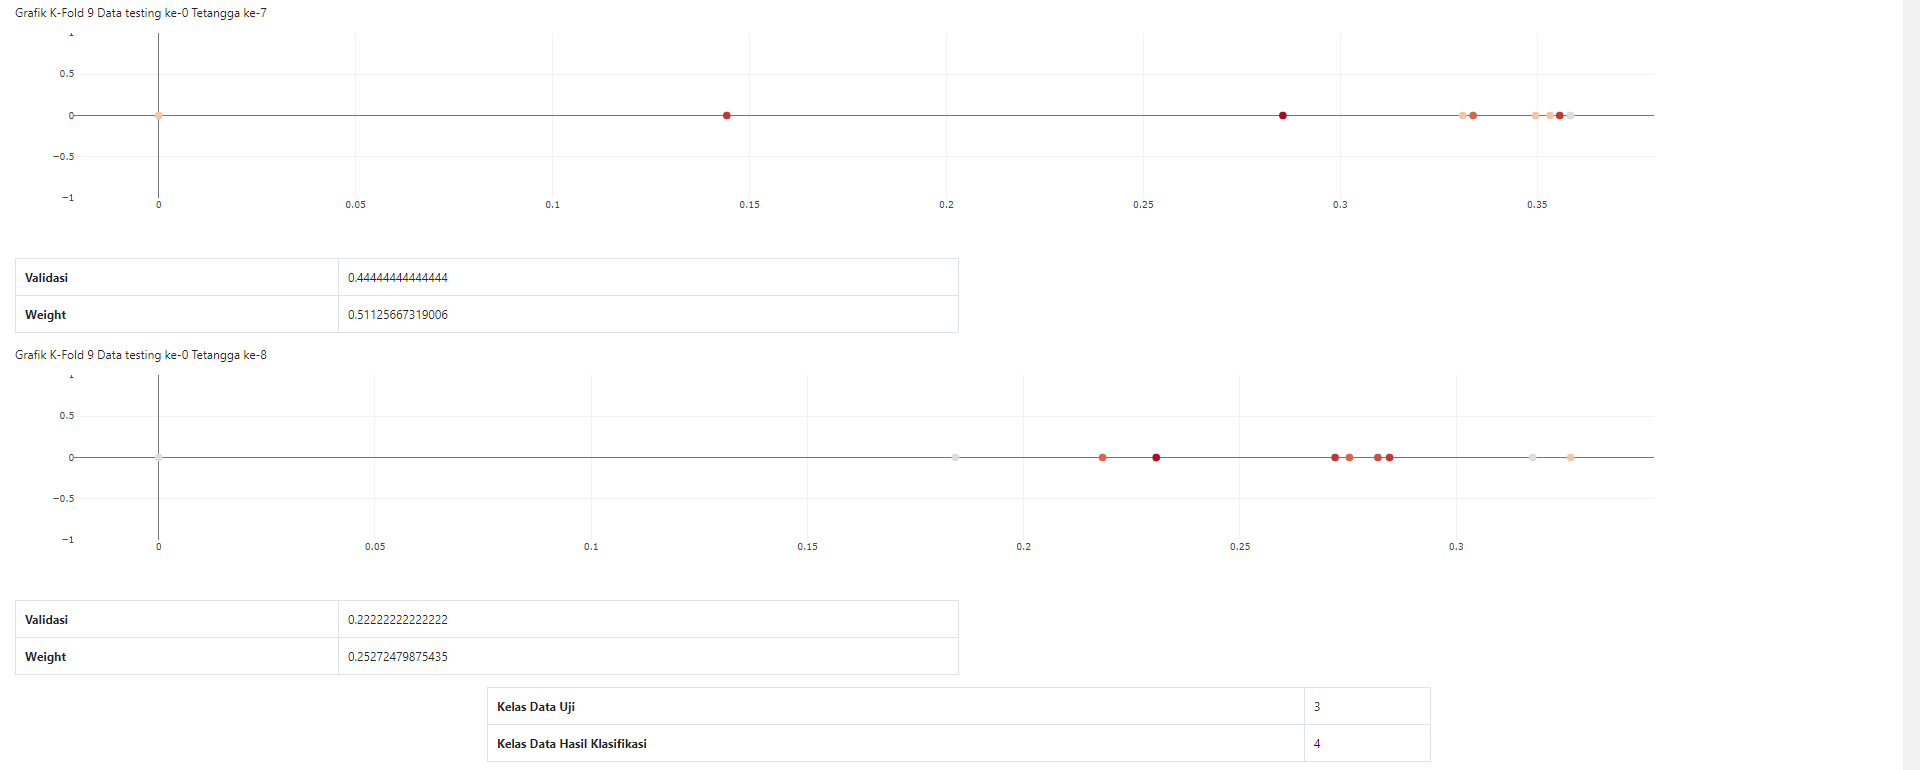 Grafik K-Fold 9 Data testing ke-0 Tetangga ke-7
1
0.5
0
−0.5
−1
0 0.05 0.1 0.15 0.2 0.25 0.3 0.35
Validasi 0.44444444444444
Weight 0.51125667319006
Grafik K-Fold 9 Data testing ke-0 Tetangga ke-8
1
0.5
0
−0.5
−1
0 0.05 0.1 0.15 0.2 0.25 0.3
Validasi 0.22222222222222
Weight 0.25272479875435
Kelas Data Uji 3
Kelas Data Hasil Klasifikasi 4